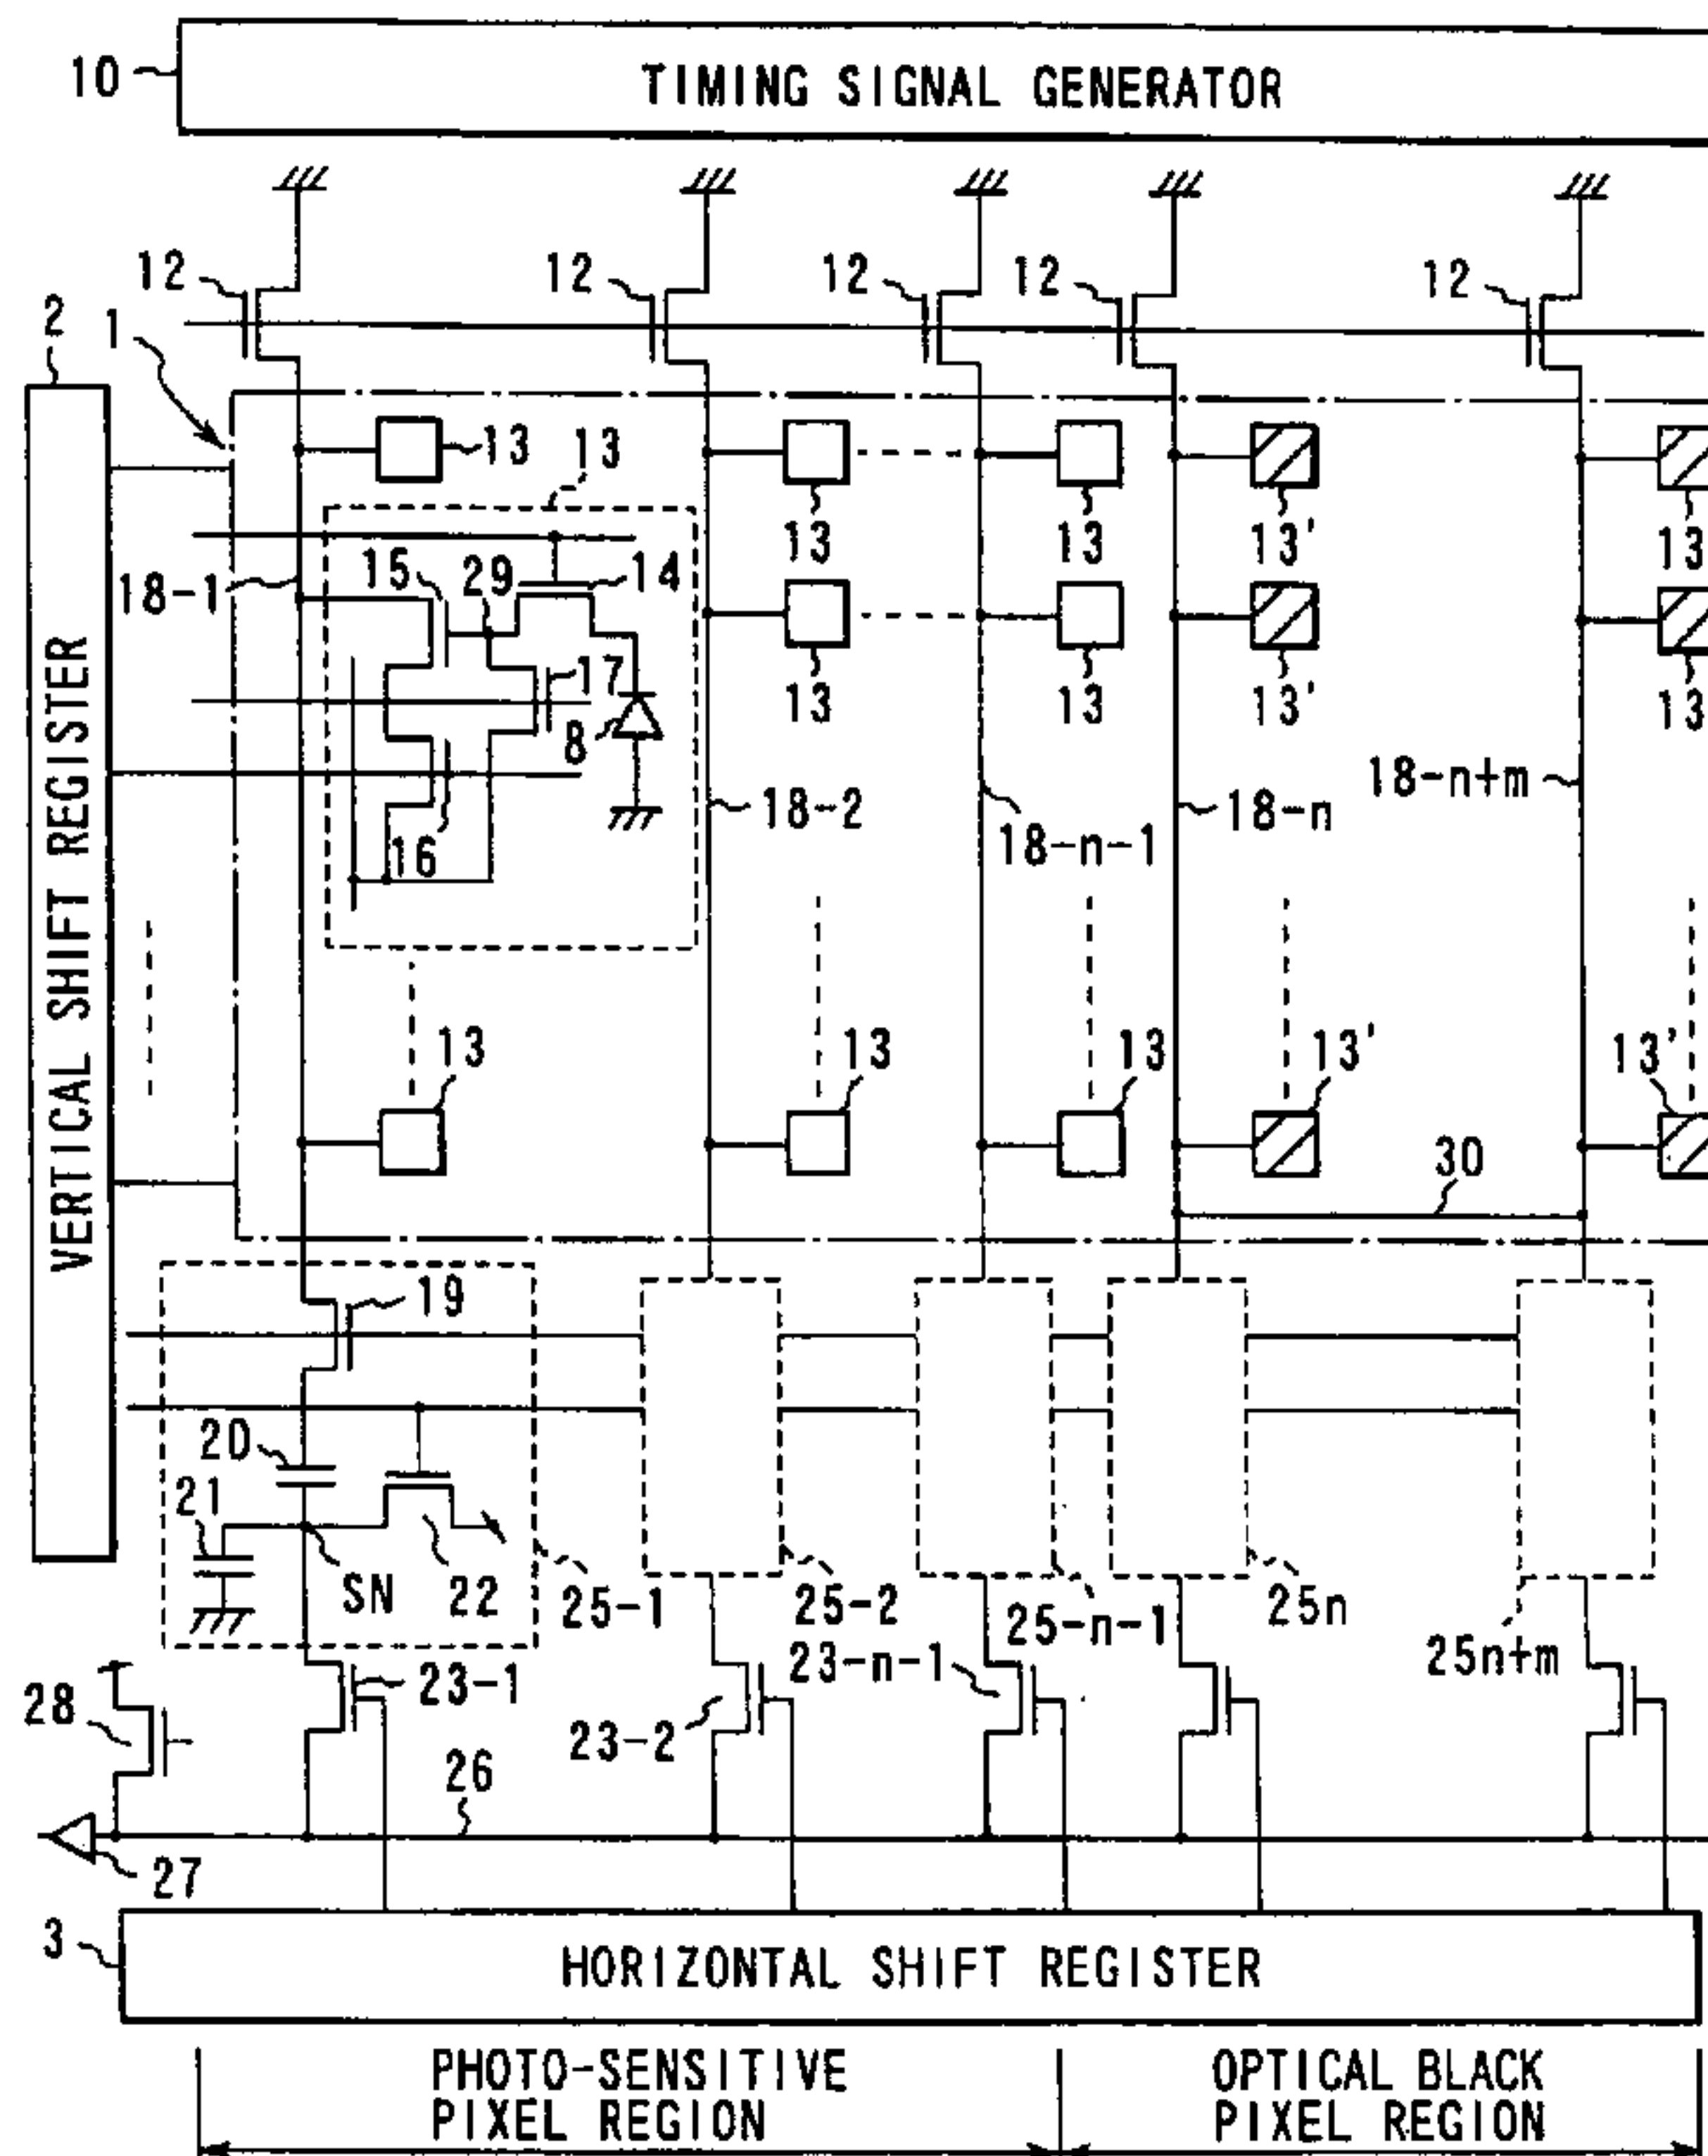 10
TIMING SIGNAL GENERATOR
12 12 12 12 12
2 1
13 13
13 13 13' 13
18-1 15 29 14
17
13 13 13' 13
8
18-2 18-n-1 18-n 18-n+m
16
VERTICAL SHIFT REGISTER
13 13 13 13' 13'
30
19
20
21
SN 22 25-1 25-2 25-n-1 25n 25n+m
28 23-1 23-2 23-n-1
26
27
3
HORIZONTAL SHIFT REGISTER
PHOTO-SENSITIVE
PIXEL REGION
OPTICAL BLACK
PIXEL REGION